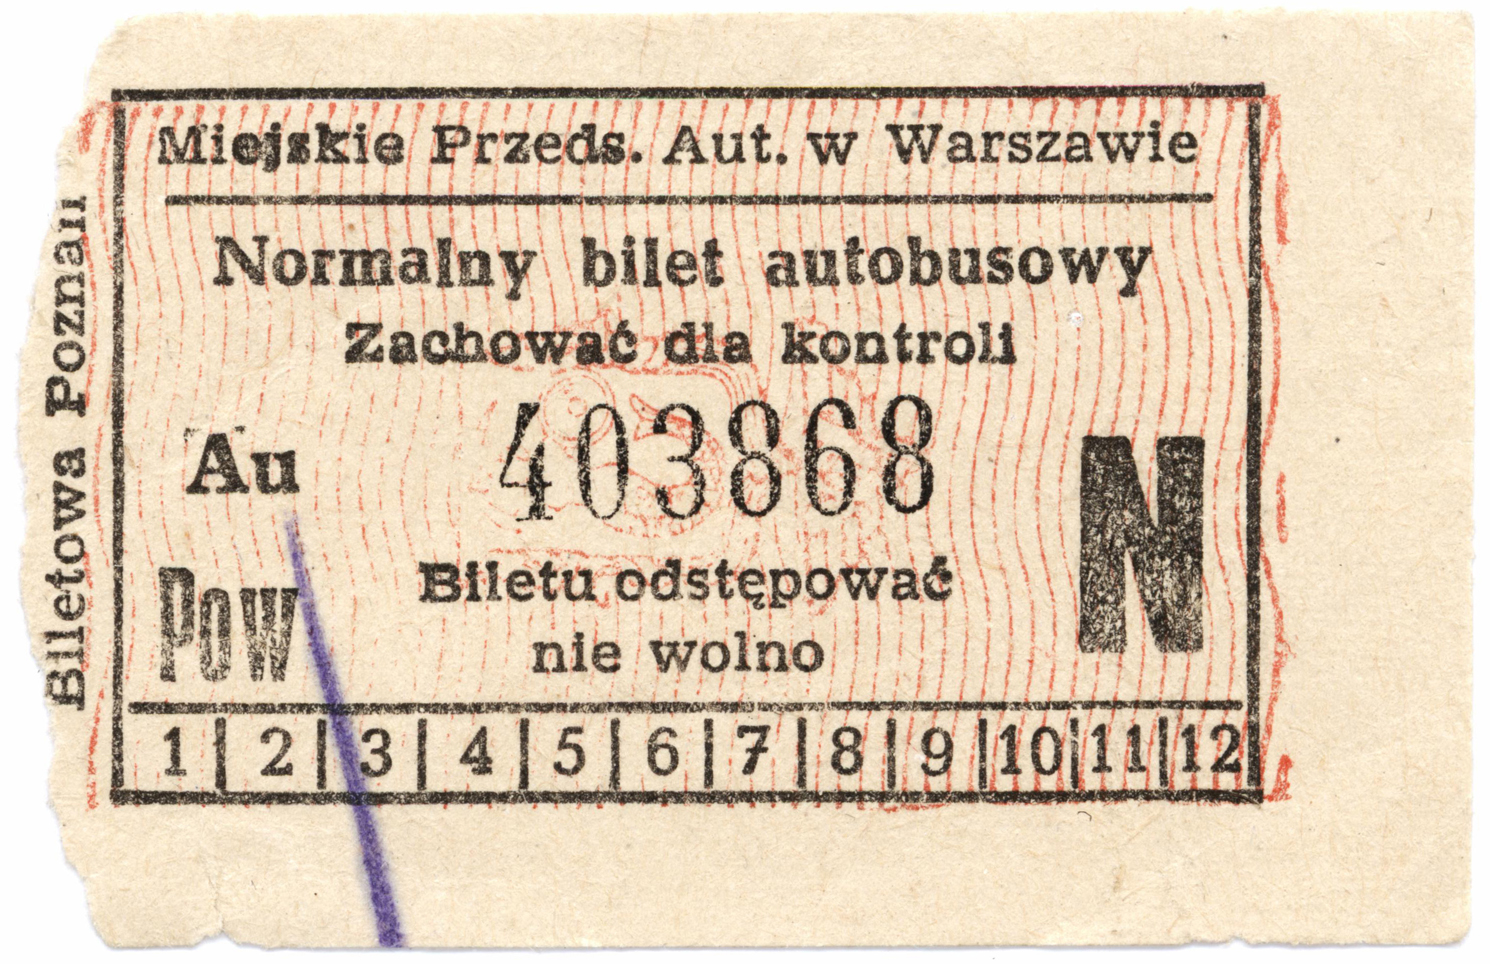 Miejskie Przeds. Aut. w Warszawie
Normalny bilet autobusowy
Zachować dla kontroli
Au 403868
N
Pow
Biletu odstępować
nie wolno
1 | 2 | 3 | 4 | 5 | 6 | 7 | 8 | 9 | 10 | 11 | 12
Biletowa Poznań